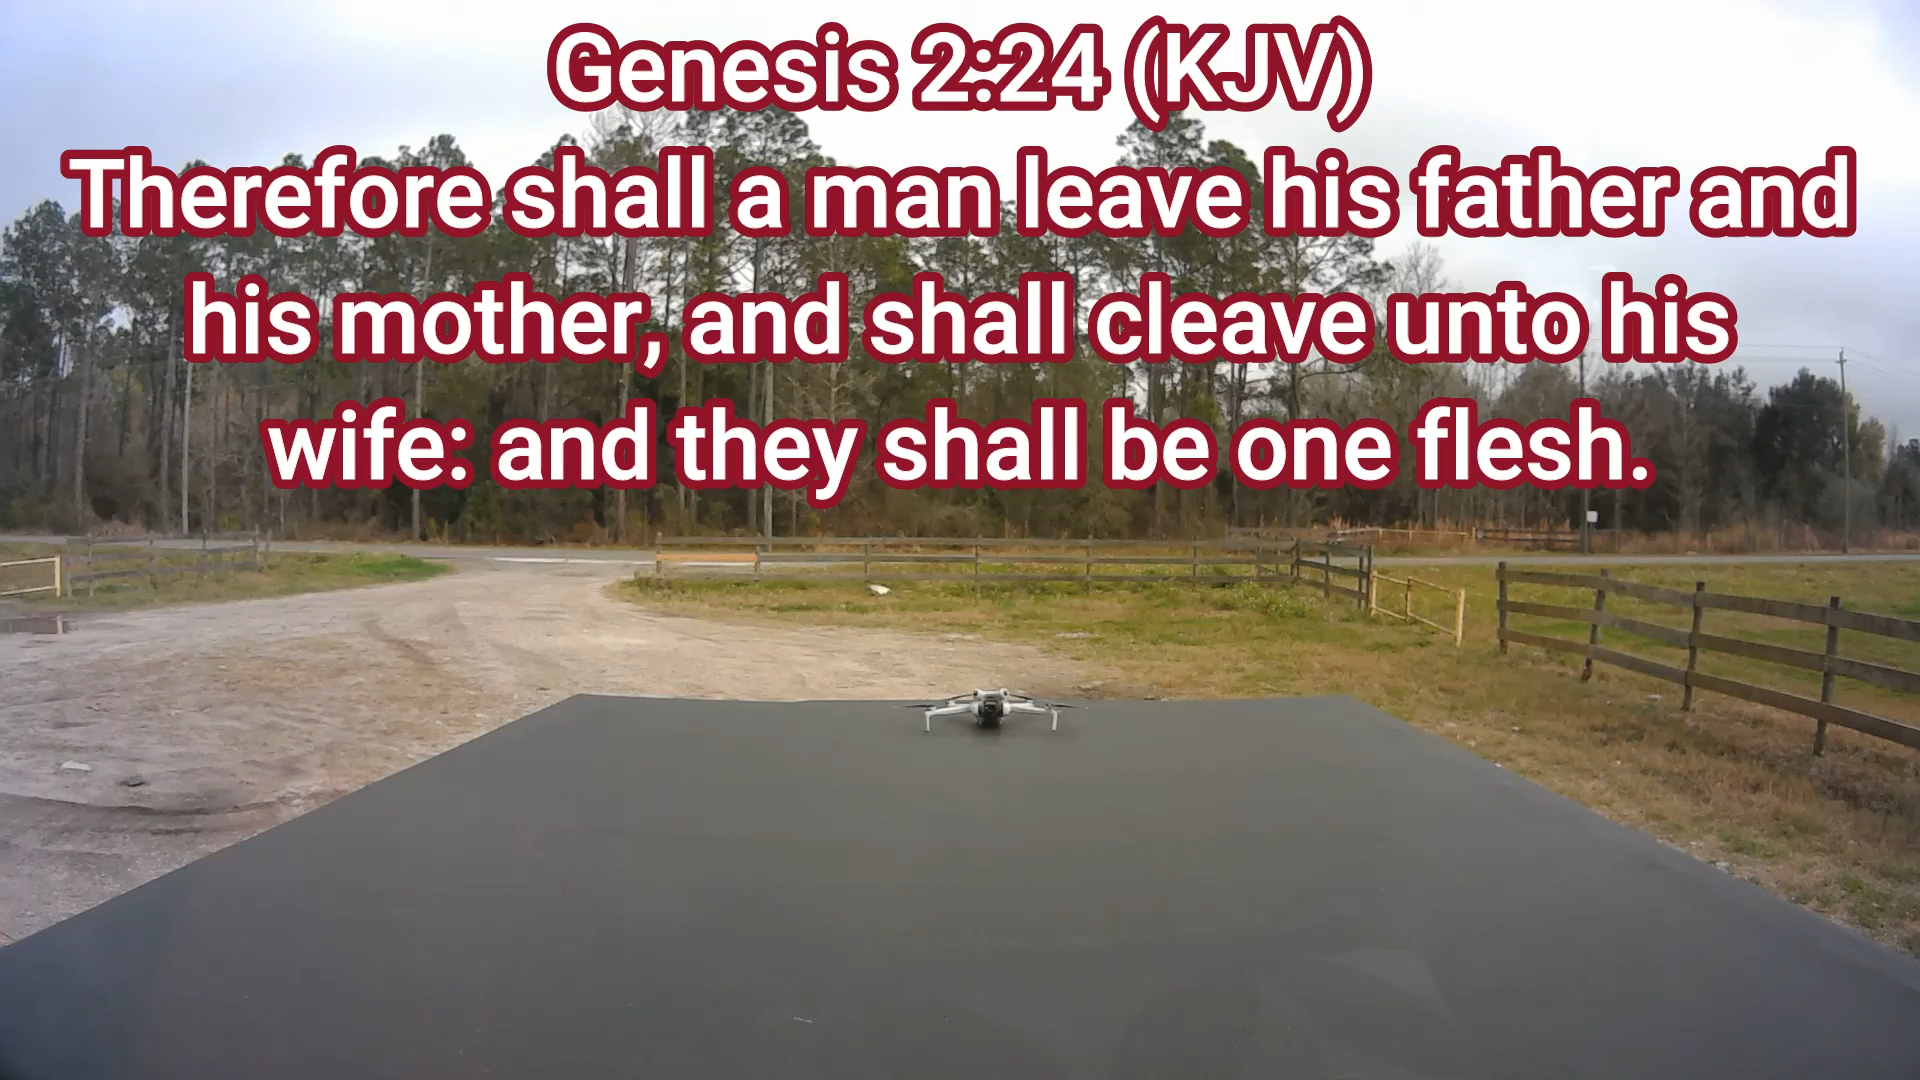 Genesis 2:24 (KJV)
Therefore shall a man leave his father and
his mother, and shall cleave unto his
wife: and they shall be one flesh.